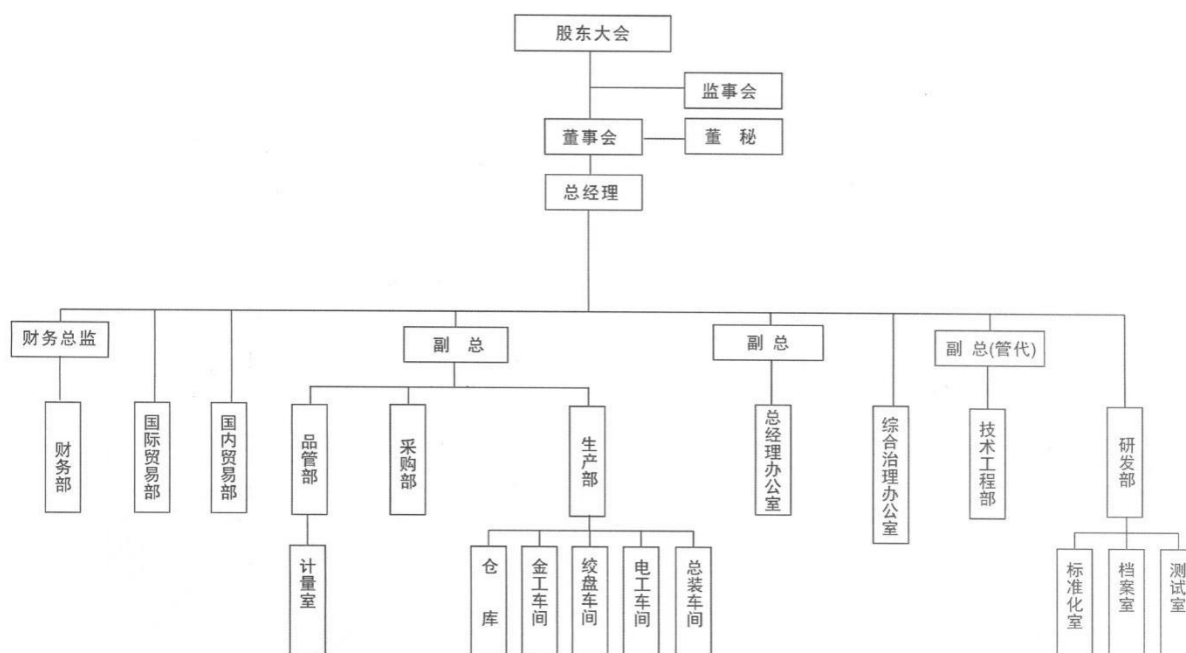 股东大会
监事会
董事会
董 秘
总经理
财务总监
副 总
副 总
副 总(管代)
财务部
国际贸易部
国内贸易部
品管部
采购部
生产部
总经理办公室
综合治理办公室
技术工程部
研发部
计量室
仓 库
金工车间
绞盘车间
电工车间
总装车间
标准化室
档案室
测试室